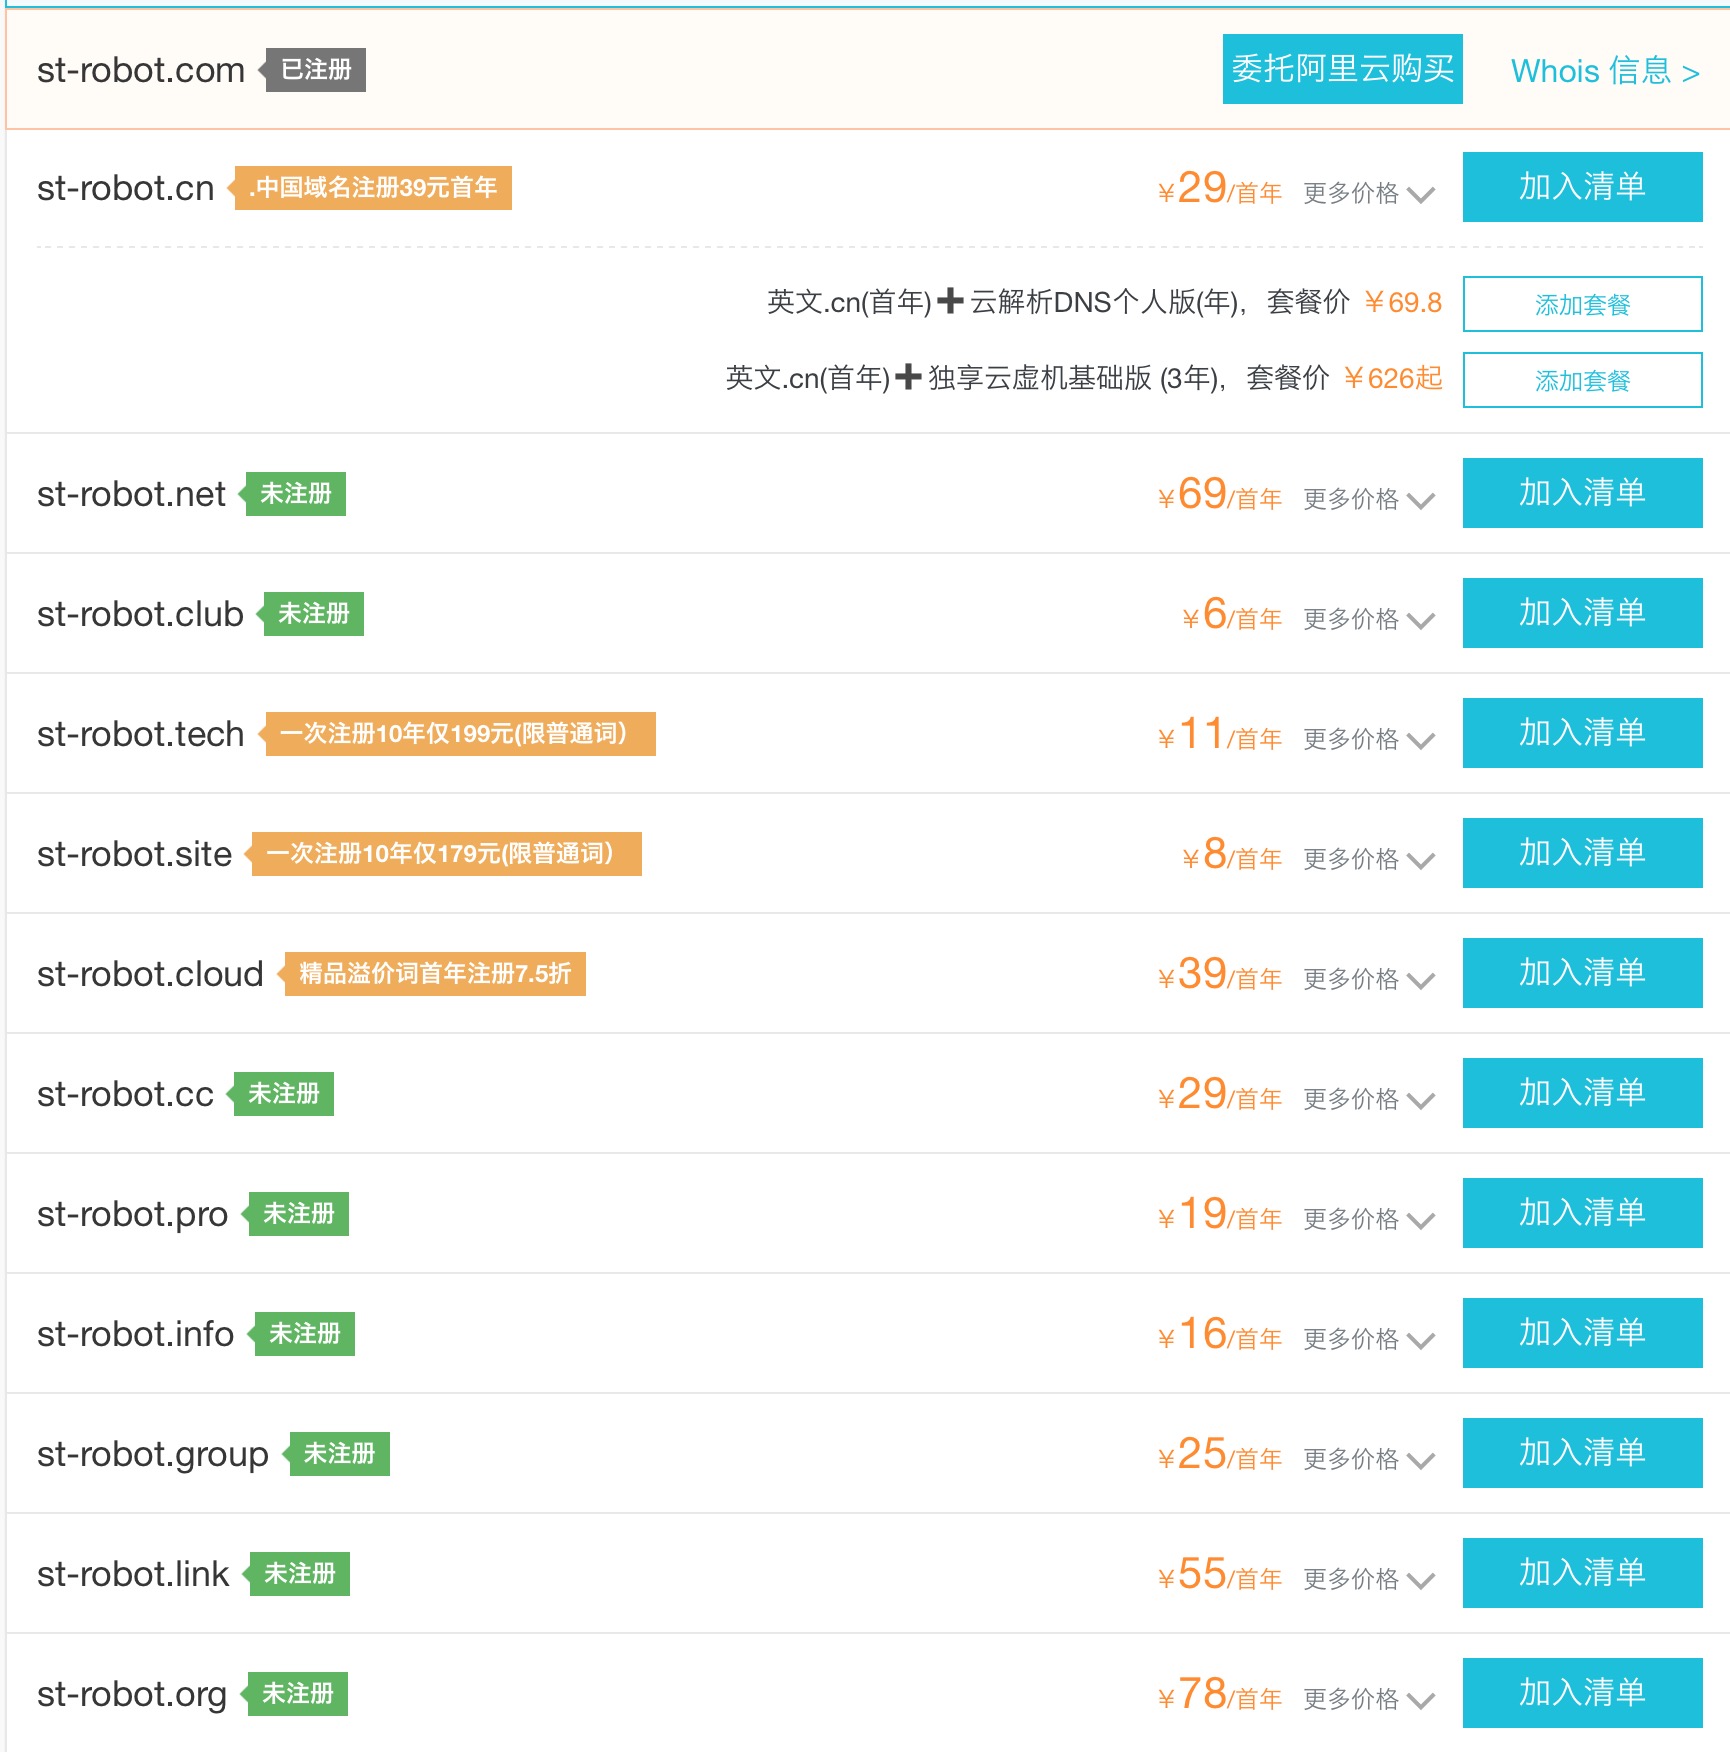 st-robot.com 已注册 委托阿里云购买 Whois 信息 >
st-robot.cn .中国域名注册39元首年 ¥29/首年 更多价格 加入清单
英文.cn(首年)+云解析DNS个人版(年)，套餐价 ¥69.8 添加套餐
英文.cn(首年)+独享云虚机基础版 (3年)，套餐价 ¥626起 添加套餐
st-robot.net 未注册 ¥69/首年 更多价格 加入清单
st-robot.club 未注册 ¥6/首年 更多价格 加入清单
st-robot.tech 一次注册10年仅199元(限普通词） ¥11/首年 更多价格 加入清单
st-robot.site 一次注册10年仅179元(限普通词） ¥8/首年 更多价格 加入清单
st-robot.cloud 精品溢价词首年注册7.5折 ¥39/首年 更多价格 加入清单
st-robot.cc 未注册 ¥29/首年 更多价格 加入清单
st-robot.pro 未注册 ¥19/首年 更多价格 加入清单
st-robot.info 未注册 ¥16/首年 更多价格 加入清单
st-robot.group 未注册 ¥25/首年 更多价格 加入清单
st-robot.link 未注册 ¥55/首年 更多价格 加入清单
st-robot.org 未注册 ¥78/首年 更多价格 加入清单